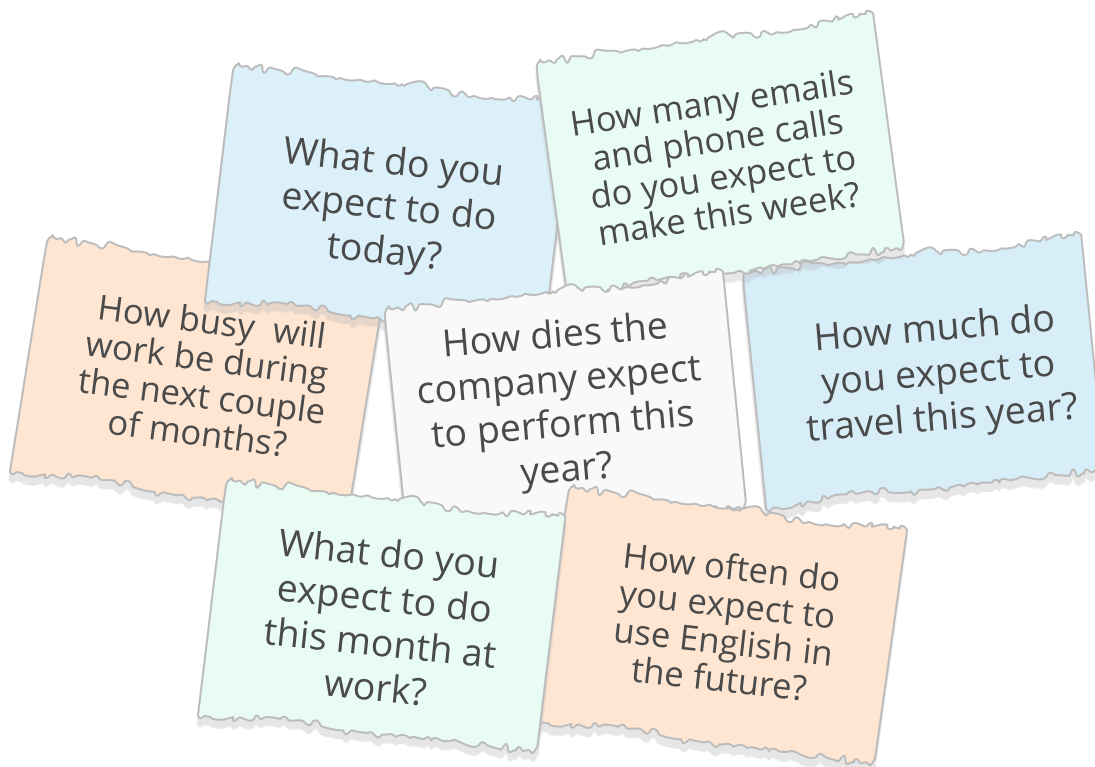 What do you
expect to do
today?
How many emails
and phone calls
do you expect to
make this week?
How busy  will
work be during
the next couple
of months?
How dies the
company expect
to perform this
year?
How much do
you expect to
travel this year?
What do you
expect to do
this month at
work?
How often do
you expect to
use English in
the future?